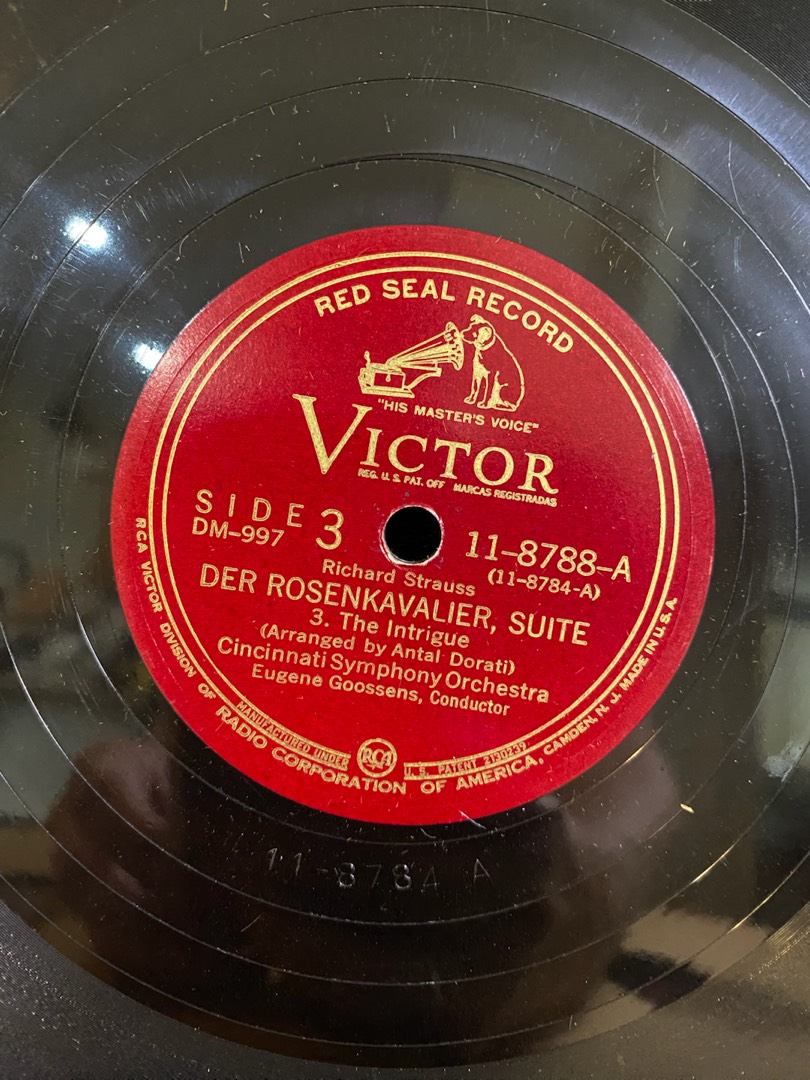 RED SEAL RECORD
"HIS MASTER'S VOICE"
VICTOR
REG. U. S. PAT. OFF MARCAS REGISTRADAS
SIDE 3
DM-997
11-8788-A
(11-8784-A)
Richard Strauss
DER ROSENKAVALIER, SUITE
3. The Intrigue
(Arranged by Antal Dorati)
Cincinnati Symphony Orchestra
Eugene Goossens, Conductor
MANUFACTURED UNDER RCA U. S. PATENT 2130239
RCA VICTOR DIVISION OF RADIO CORPORATION OF AMERICA, CAMDEN, N. J. MADE IN U.S.A.
11-8784 A